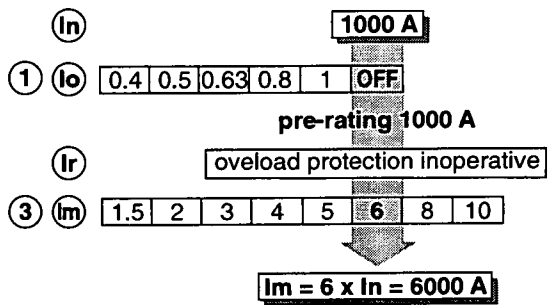 In 1000 A
1 Io 0.4 0.5 0.63 0.8 1 OFF
pre-rating 1000 A
Ir oveload protection inoperative
3 Im 1.5 2 3 4 5 6 8 10
Im = 6 x In = 6000 A